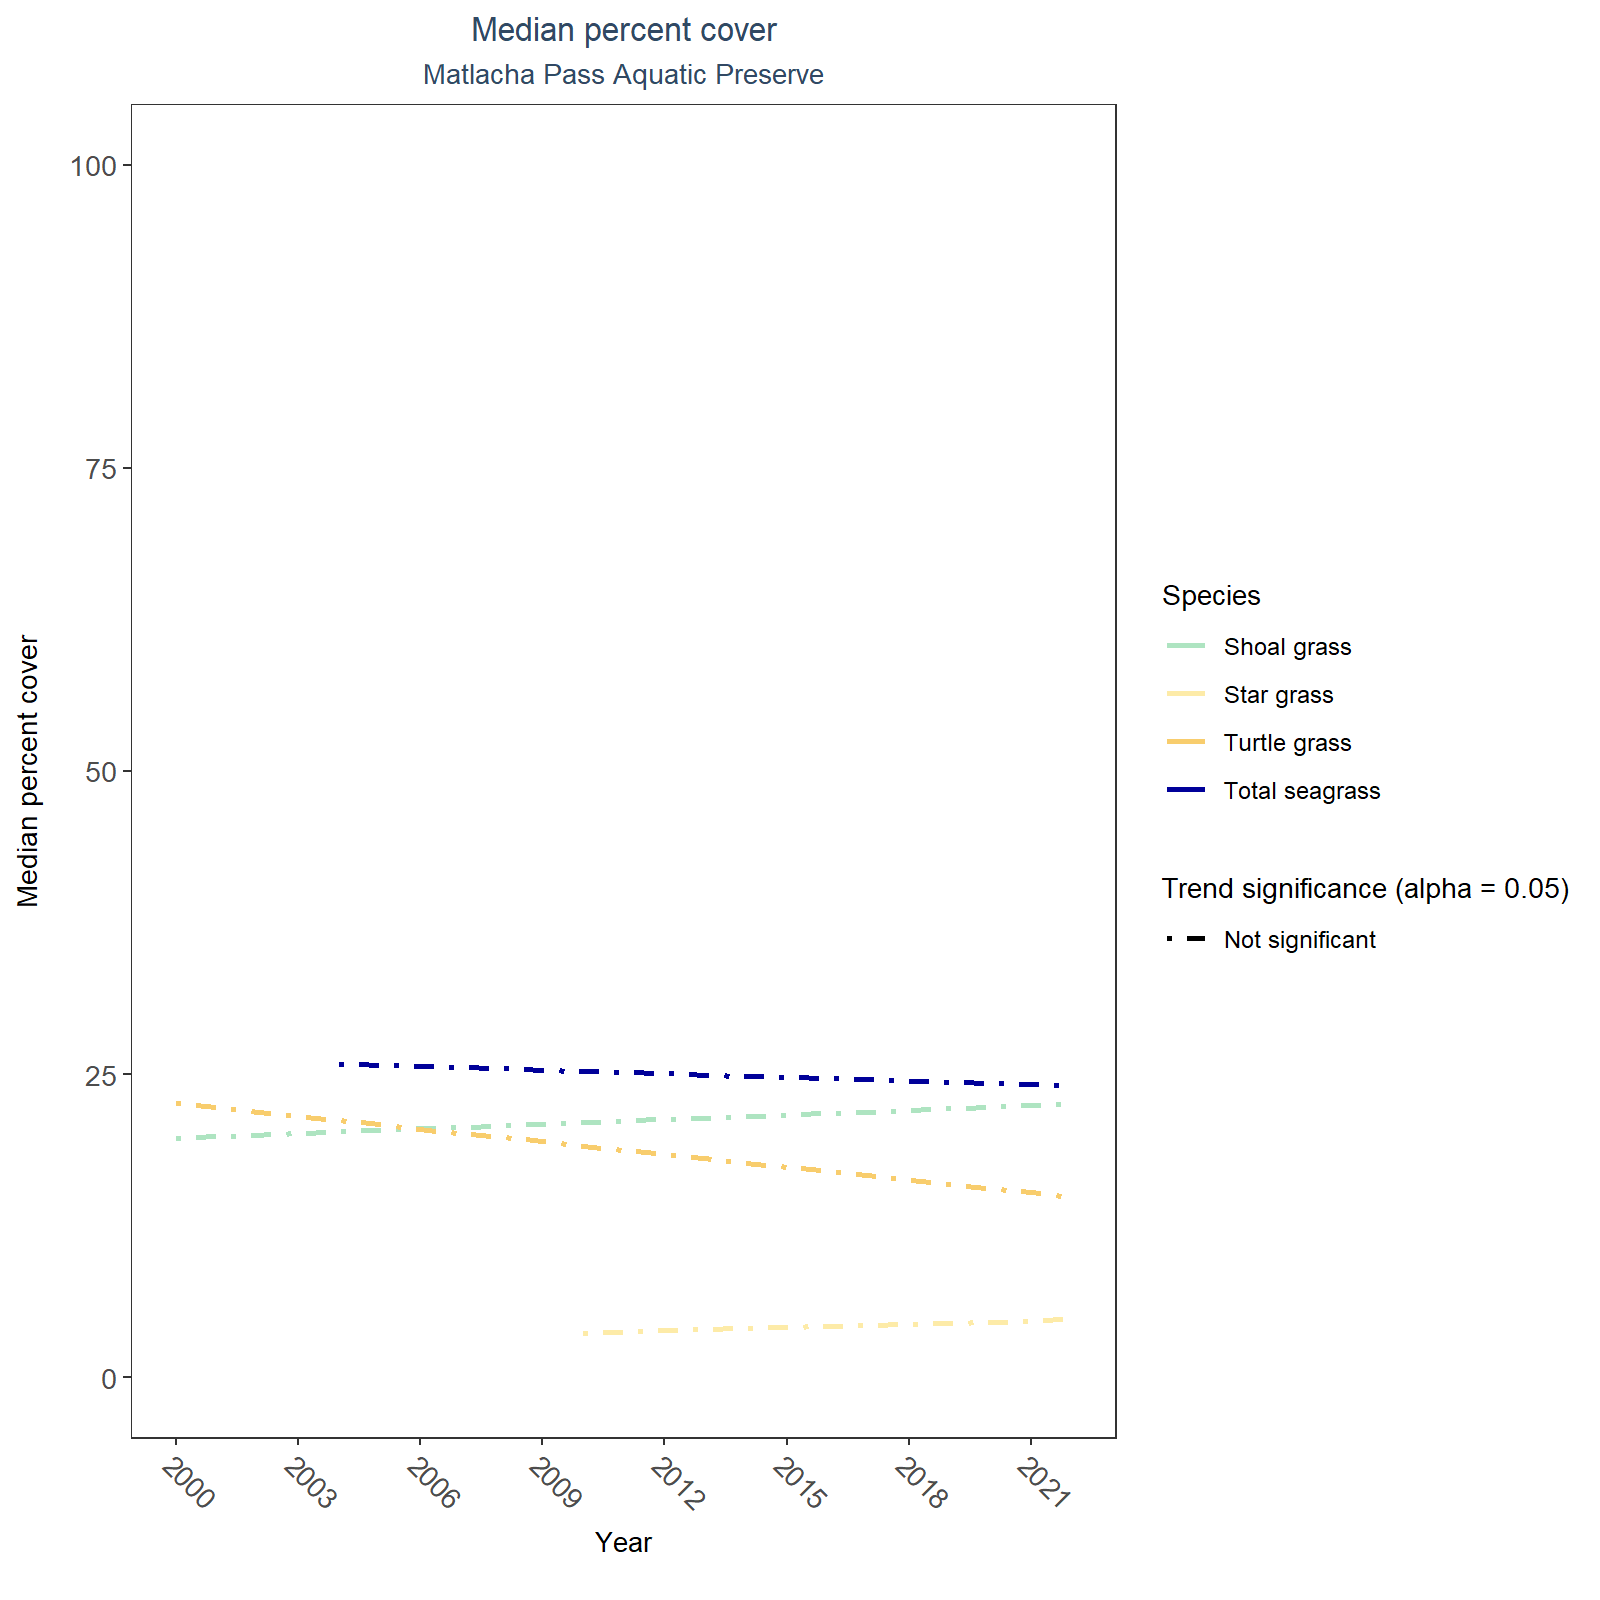 Median percent cover
Matlacha Pass Aquatic Preserve
Median percent cover
100
75
50
25
0
2000
2003
2006
2009
2012
2015
2018
2021
Year
Species
Shoal grass
Star grass
Turtle grass
Total seagrass
Trend significance (alpha = 0.05)
Not significant